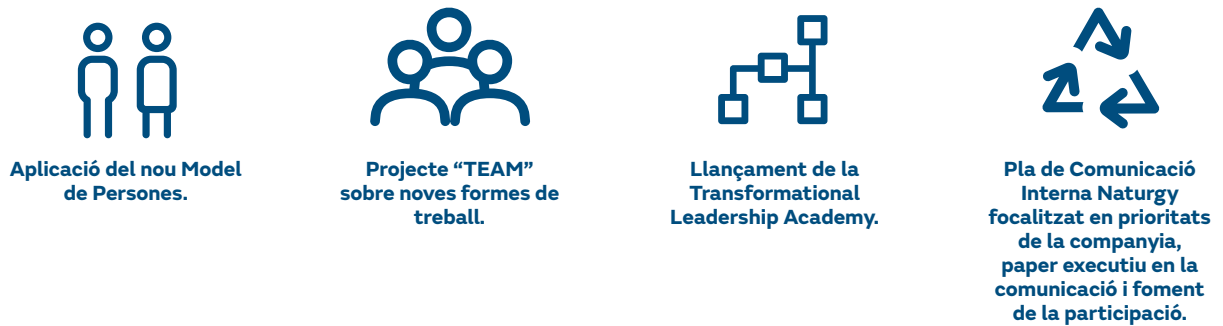 Aplicació del nou Model
de Persones.
Projecte “TEAM”
sobre noves formes de
treball.
Llançament de la
Transformational
Leadership Academy.
Pla de Comunicació
Interna Naturgy
focalitzat en prioritats
de la companyia,
paper executiu en la
comunicació i foment
de la participació.